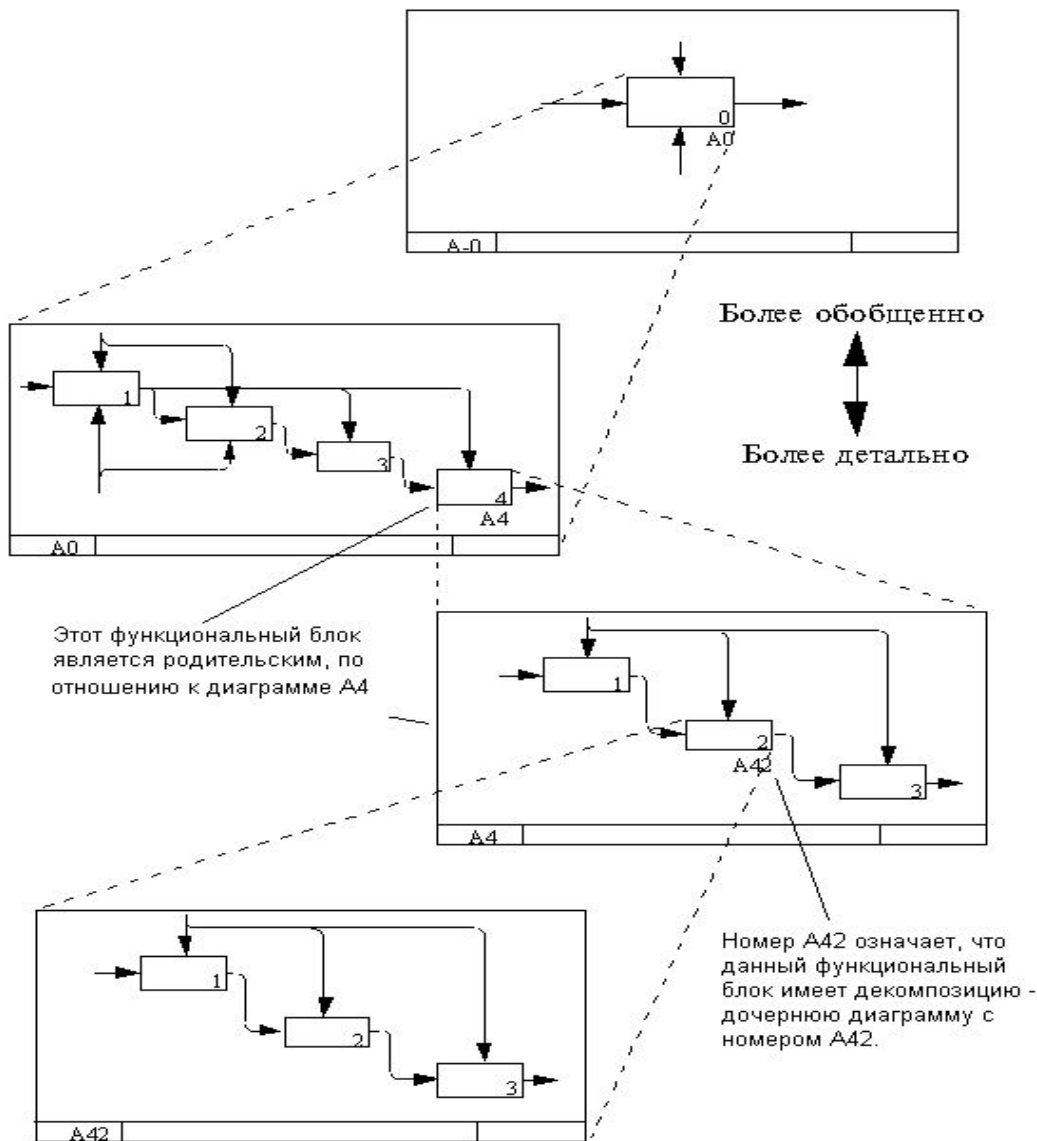 0
A0
A-0
Более обобщенно
Более детально
1
2
3
4
A4
A0
Этот функциональный блок
является родительским, по
отношению к диаграмме А4
1
2
A42
3
A4
Номер А42 означает, что
данный функциональный
блок имеет декомпозицию -
дочернюю диаграмму с
номером А42.
1
2
3
A42